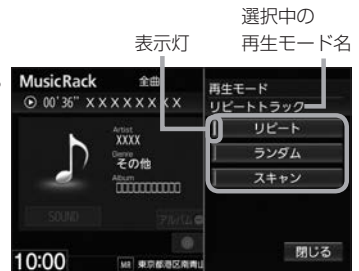 選択中の
表示灯
再生モード名
MusicRack
全曲
再生モード
00'36" XXXXXXXX
リピートトラック
Artist
XXXX
リピート
Genre
その他
ランダム
Album
□□□□□□□□□□□
スキャン
SOUND
アルバム
閉じる
10:00
MR 東京都港区南青山